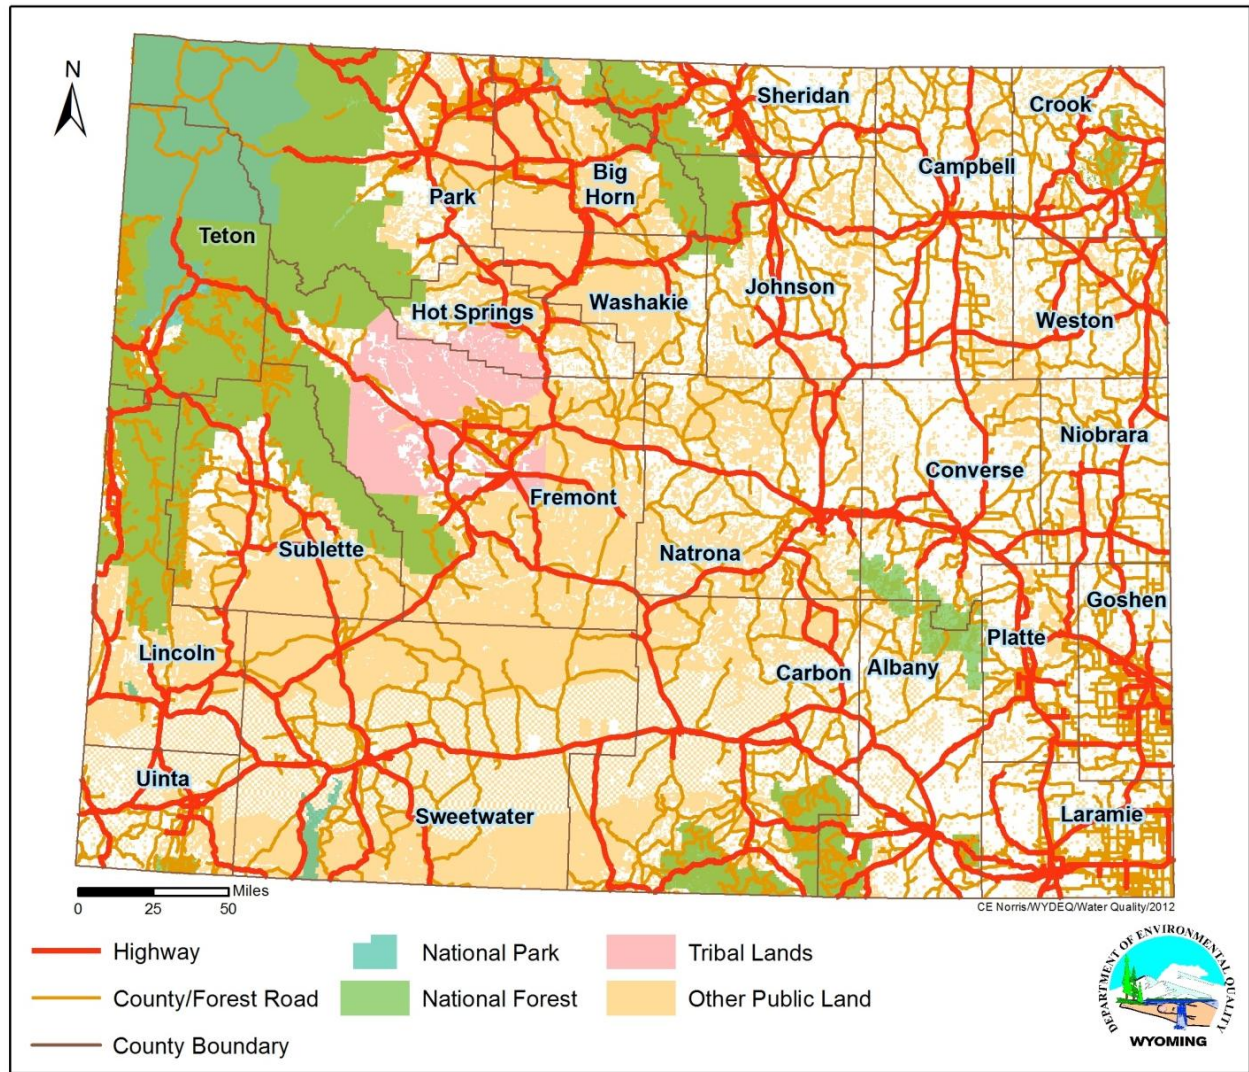 N
Sheridan
Crook
Campbell
Big
Horn
Park
Teton
Johnson
Hot Springs
Washakie
Weston
Niobrara
Converse
Fremont
Natrona
Sublette
Goshen
Platte
Lincoln
Carbon
Albany
Uinta
Sweetwater
Laramie
Miles
0 25 50
CE Norris/WYDEQ/Water Quality/2012
Highway
National Park
Tribal Lands
County/Forest Road
National Forest
Other Public Land
County Boundary
DEPARTMENT OF ENVIRONMENTAL QUALITY
WYOMING